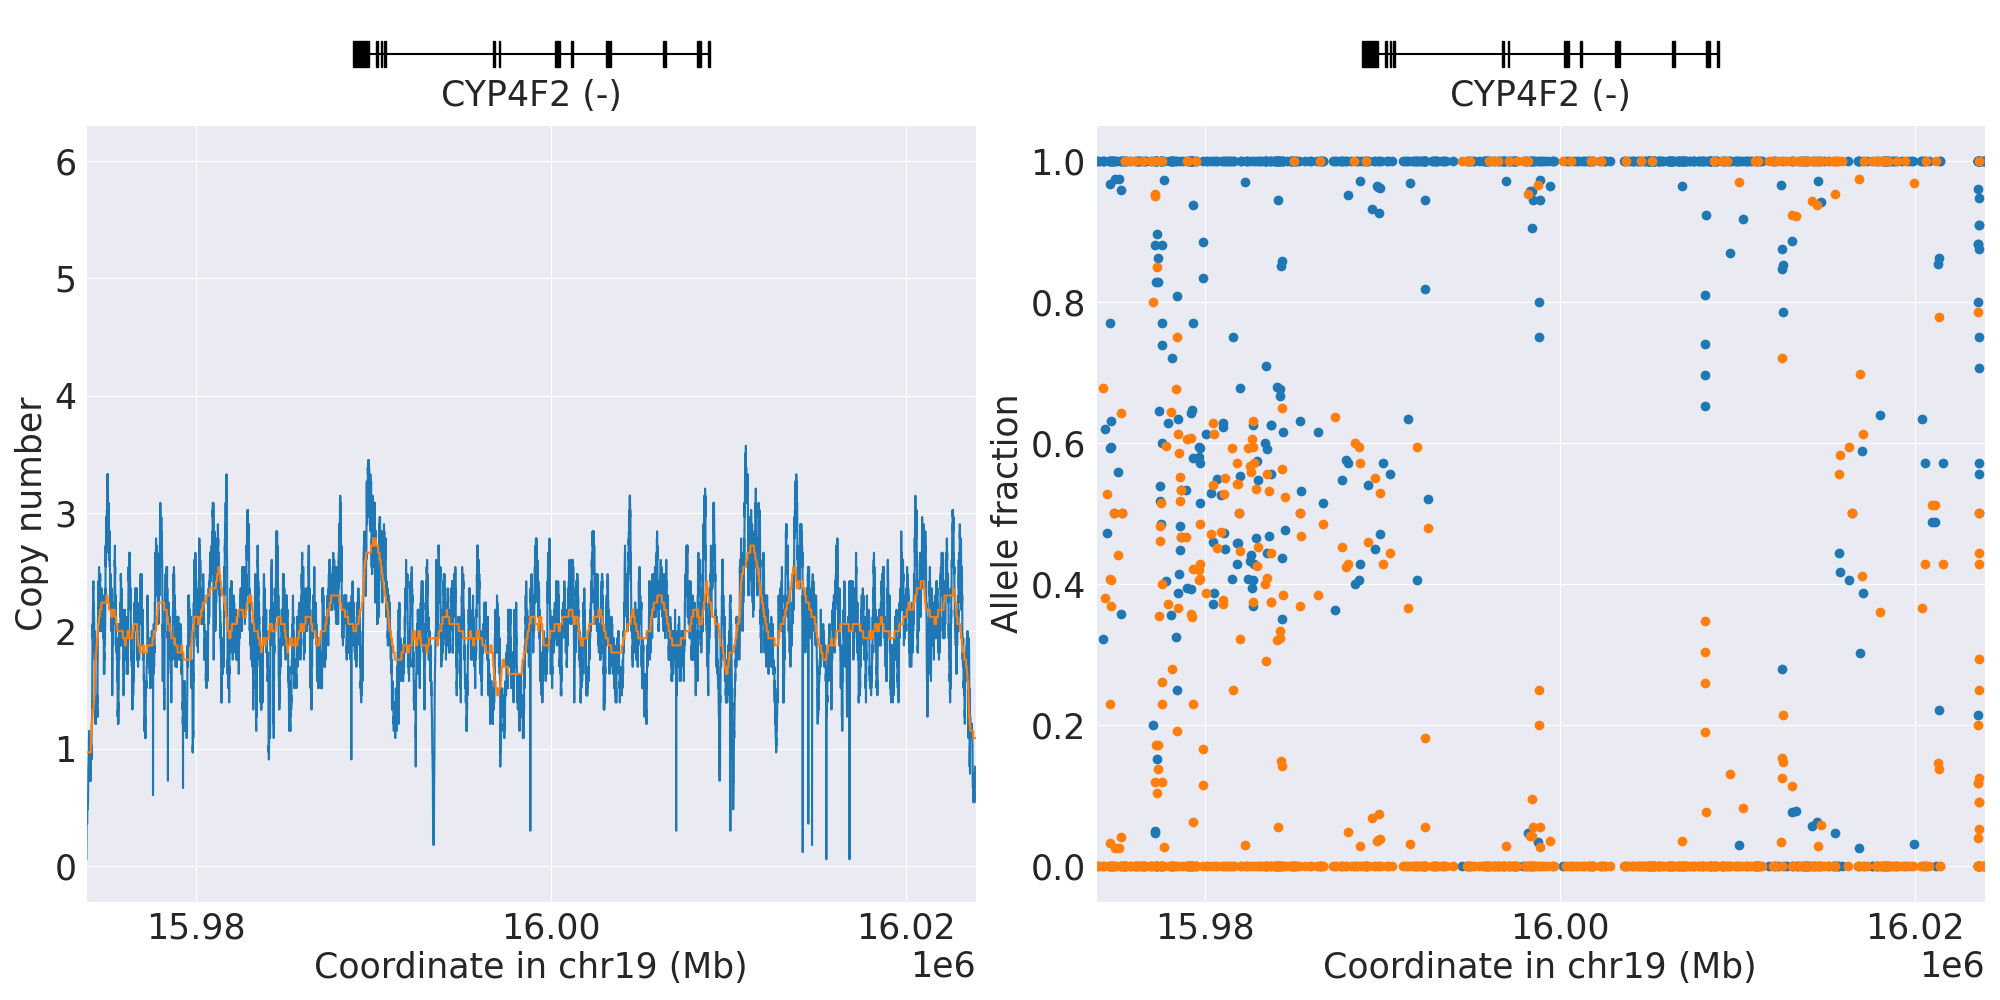 CYP4F2 (-)
6
5
4
3
2
1
0
Copy number
15.98
16.00
16.02
Coordinate in chr19 (Mb)
1e6
CYP4F2 (-)
1.0
0.8
0.6
0.4
0.2
0.0
Allele fraction
15.98
16.00
16.02
Coordinate in chr19 (Mb)
1e6